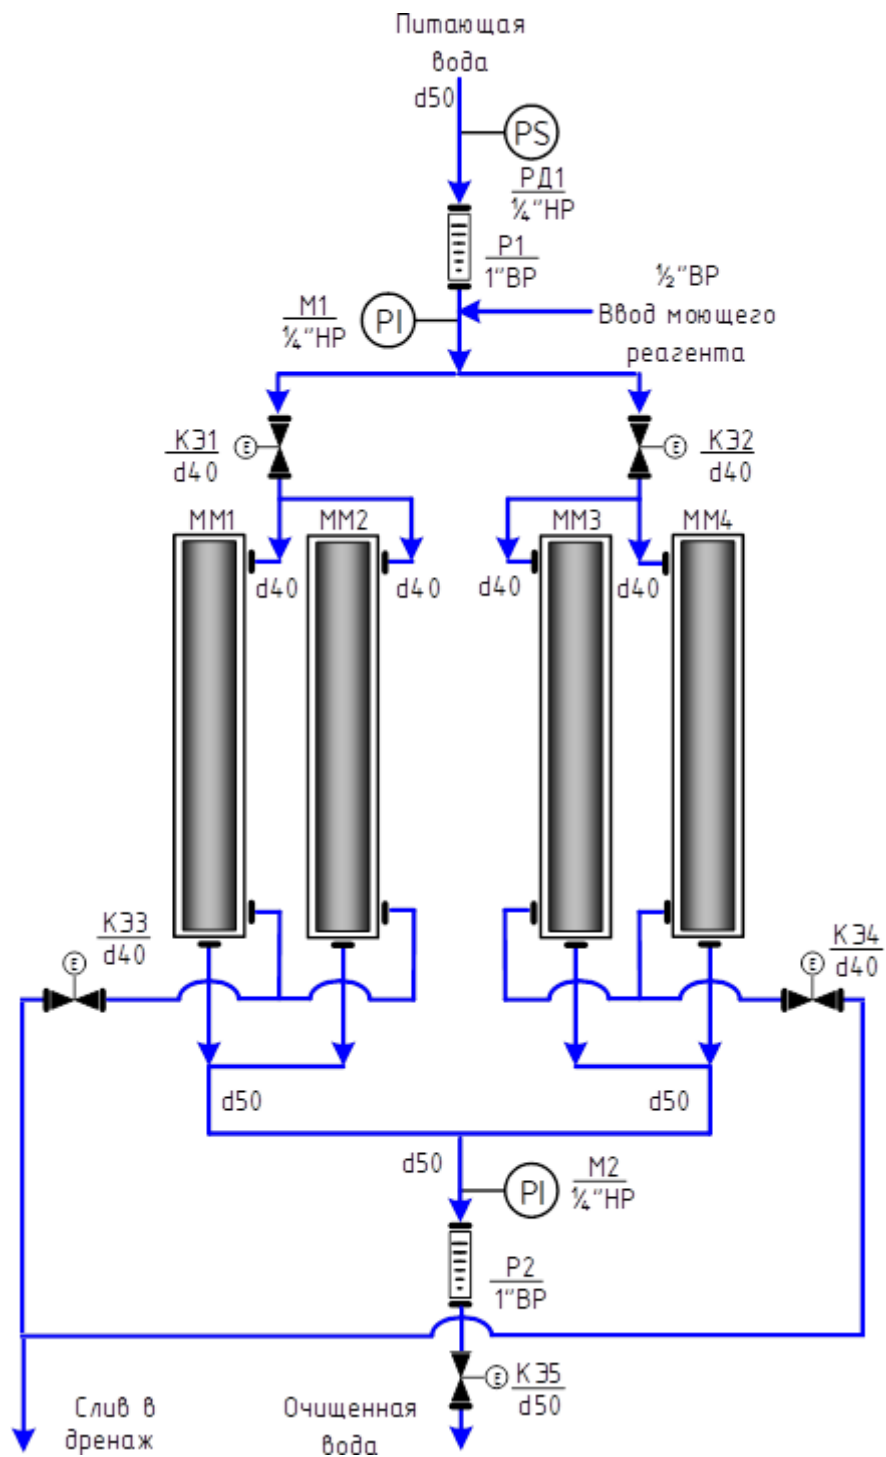 Питающая
вода
d50
PS
РД1
¼"НР
Р1
1"ВР
½"ВР
М1
¼"НР
PI
Ввод моющего
реагента
КЭ1
d40
E
E
КЭ2
d40
ММ1
ММ2
ММ3
ММ4
d40
d40
d40
d40
КЭ3
d40
E
КЭ4
d40
E
d50
d50
d50
PI
М2
¼"НР
Р2
1"ВР
E
КЭ5
d50
Слив в
дренаж
Очищенная
вода